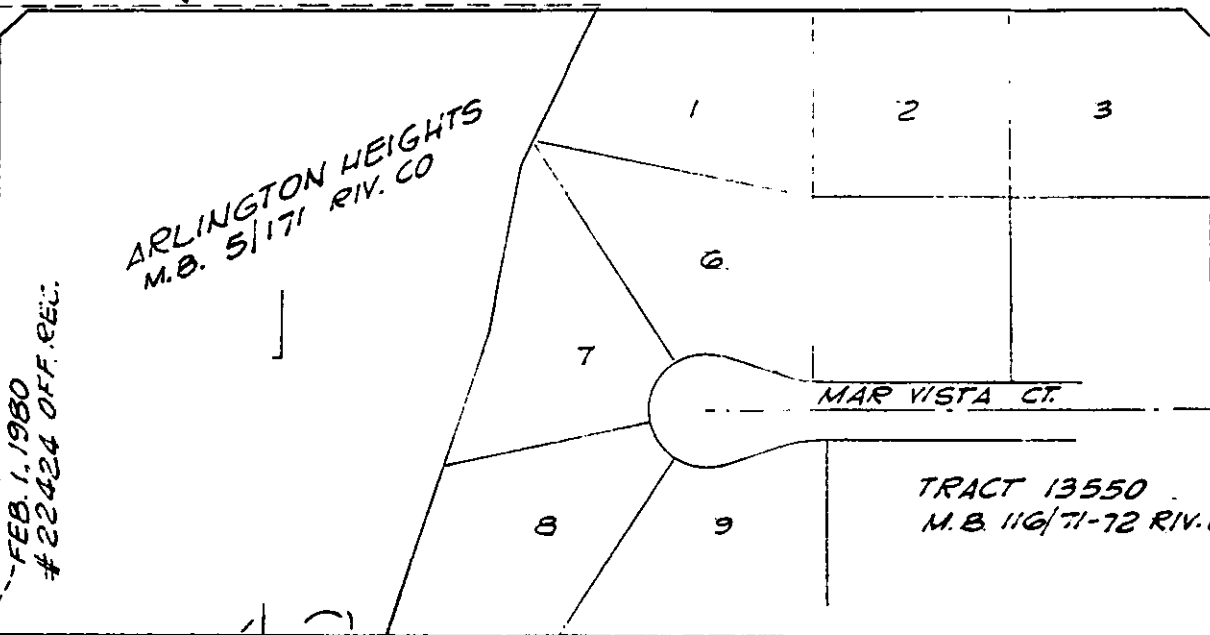 ARLINGTON HEIGHTS
M.B. 5/171 RIV. CO
FEB. 1, 1980
#22424 OFF. REC.
1
2
3
6
7
8
9
MAR VISTA CT.
TRACT 13550
M.B. 116/71-72 RIV.